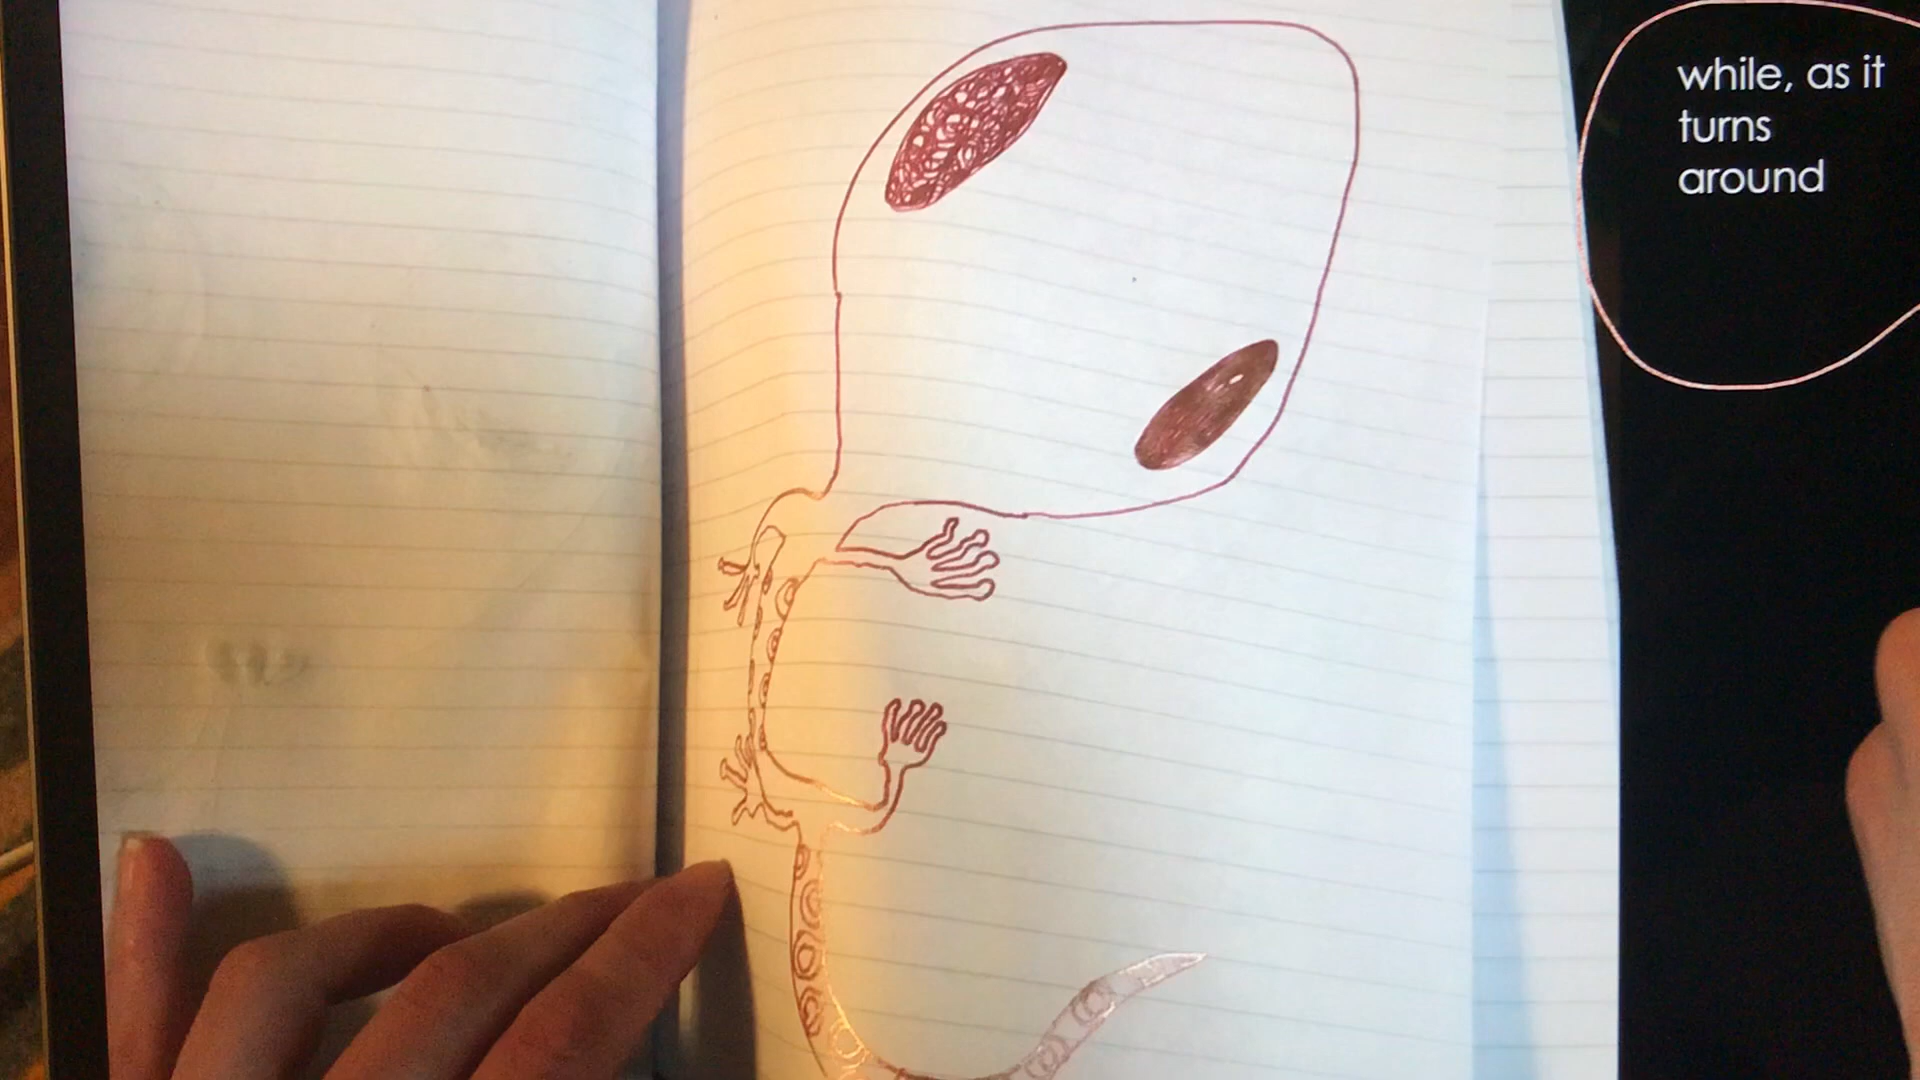 while, as it
turns
around